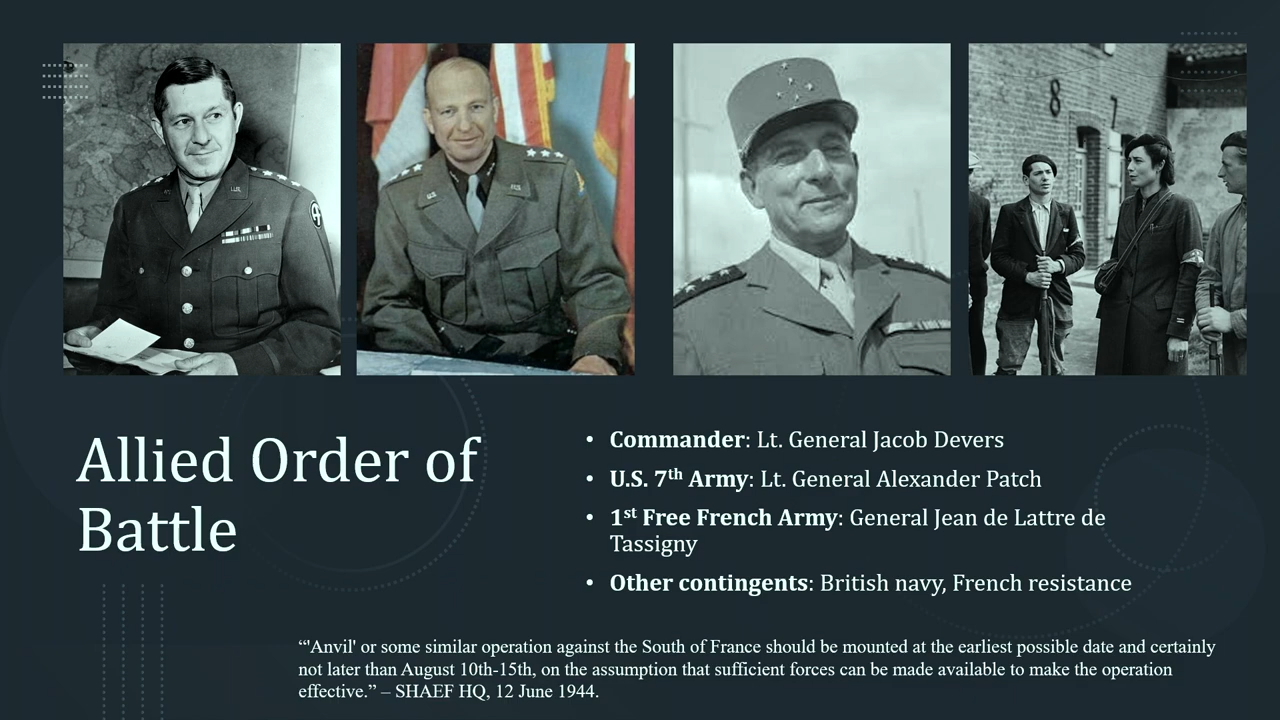 8
7
Allied Order of
Battle
• Commander: Lt. General Jacob Devers
• U.S. 7th Army: Lt. General Alexander Patch
• 1st Free French Army: General Jean de Lattre de
Tassigny
• Other contingents: British navy, French resistance
“'Anvil' or some similar operation against the South of France should be mounted at the earliest possible date and certainly
not later than August 10th-15th, on the assumption that sufficient forces can be made available to make the operation
effective.” – SHAEF HQ, 12 June 1944.